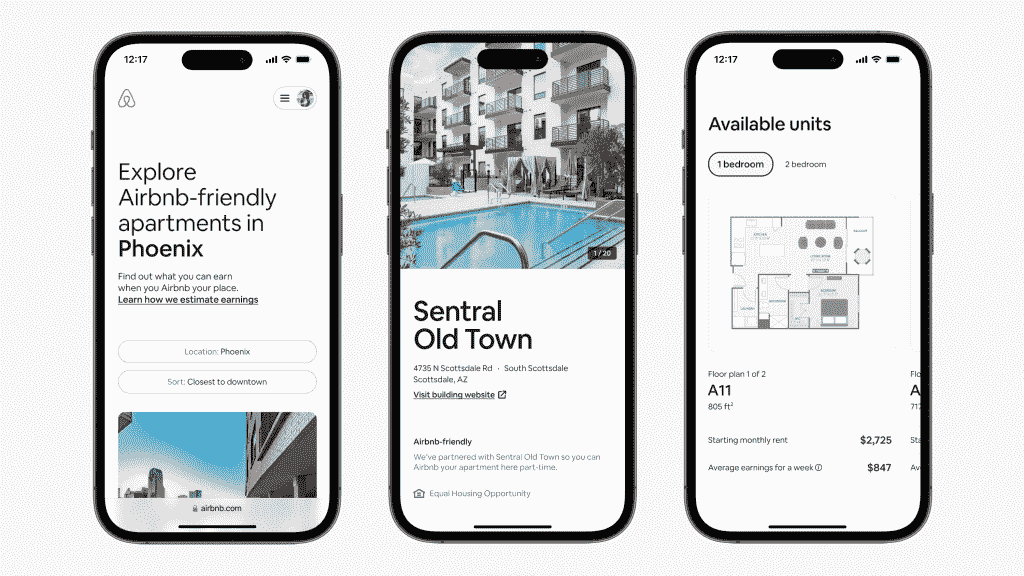 12:17
Explore
Airbnb-friendly
apartments in
Phoenix
Find out what you can earn
when you Airbnb your place.
Learn how we estimate earnings
Location: Phoenix
Sort: Closest to downtown
airbnb.com
1 / 20
Sentral
Old Town
4735 N Scottsdale Rd · South Scottsdale
Scottsdale, AZ
Visit building website
Airbnb-friendly
We've partnered with Sentral Old Town so you can
Airbnb your apartment here part-time.
Equal Housing Opportunity
12:17
Available units
1 bedroom 2 bedroom
KITCHEN
BALCONY
LIVING ROOM
BEDROOM
Floor plan 1 of 2 Flo
A11 A
805 ft² 717
Starting monthly rent $2,725 Sta
Average earnings for a week $847 Ave